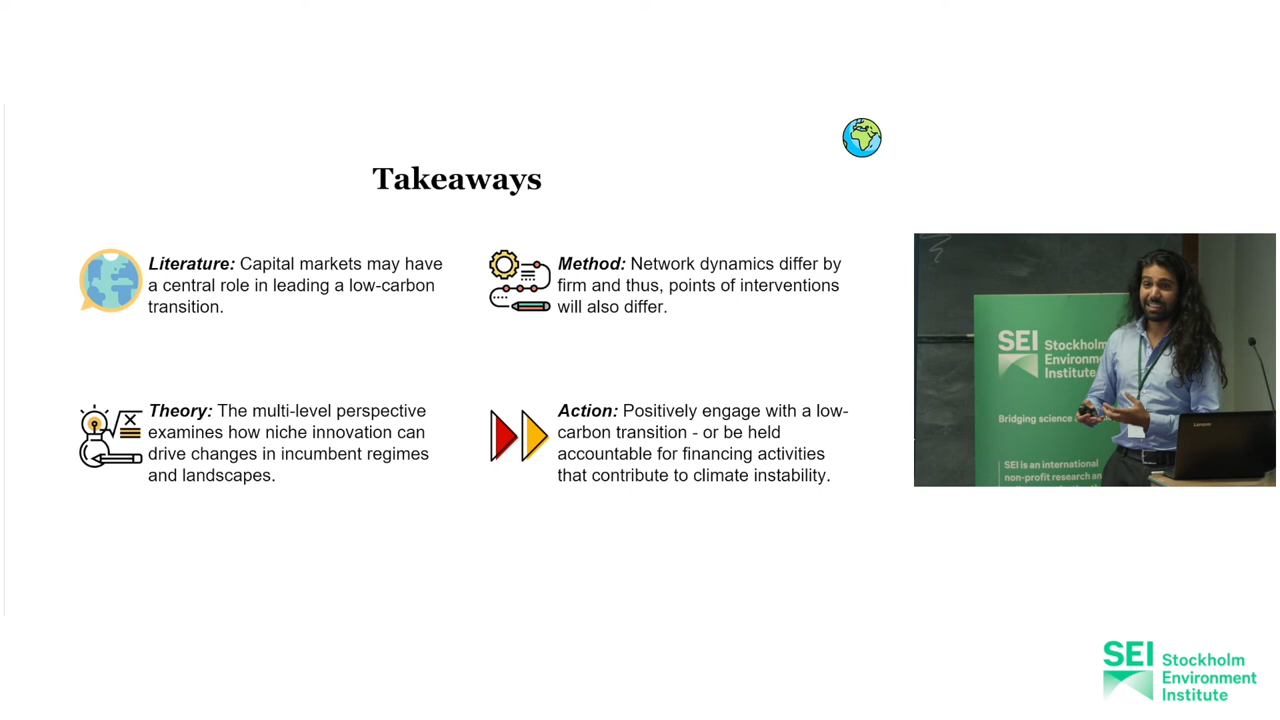 Takeaways
Literature: Capital markets may have
a central role in leading a low-carbon
transition.
Method: Network dynamics differ by
firm and thus, points of interventions
will also differ.
Theory: The multi-level perspective
examines how niche innovation can
drive changes in incumbent regimes
and landscapes.
Action: Positively engage with a low-
carbon transition - or be held
accountable for financing activities
that contribute to climate instability.
SEI Stockholm
Environment
Institute
Bridging science
SEI is an international
non-profit research
Lenovo
SEI Stockholm
Environment
Institute